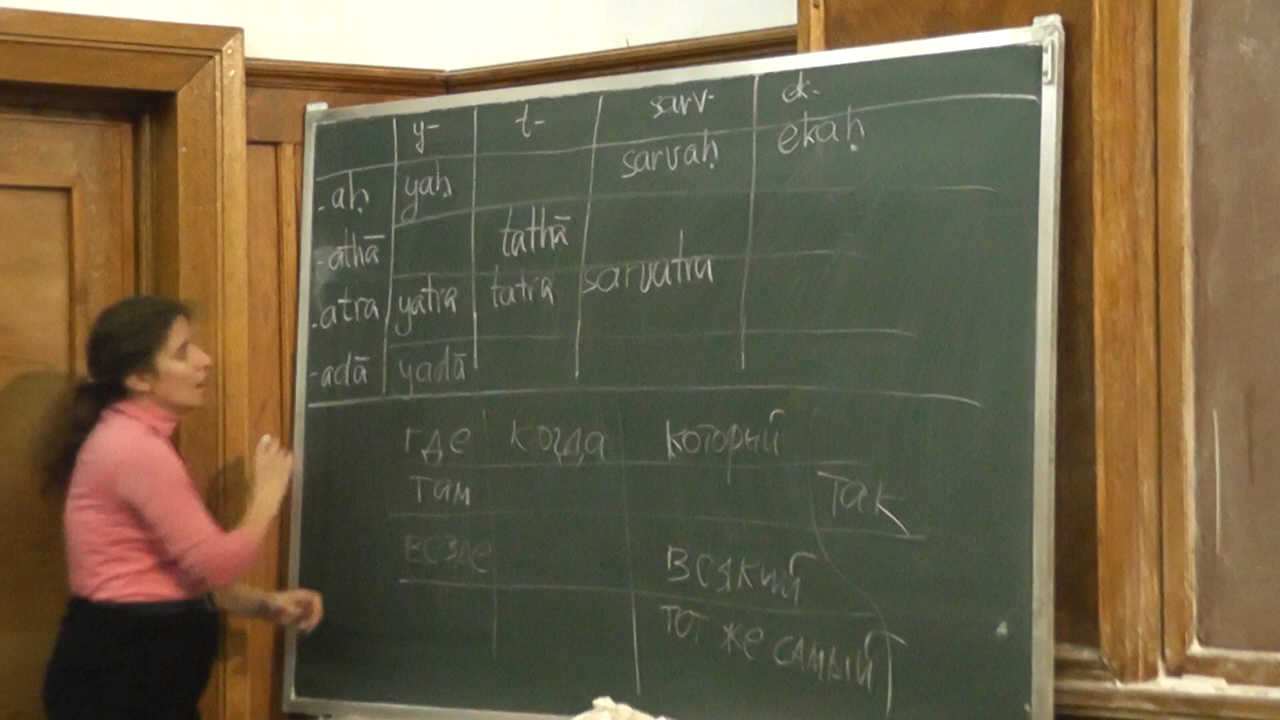 y- t- sarv- ek-
-aḥ yaḥ sarvaḥ ekaḥ
-athā tathā
-atra yatra tatra sarvatra
-adā yadā
где когда который
там так
везде всякий
тот же самый